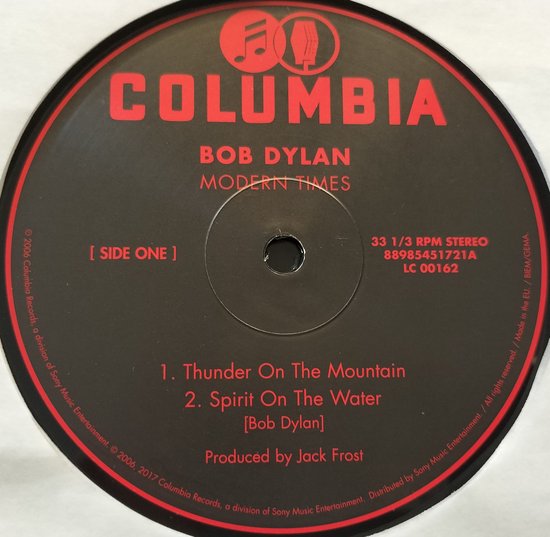 COLUMBIA
BOB DYLAN
MODERN TIMES
[ SIDE ONE ]
33 1/3 RPM STEREO
88985451721A
LC 00162
1. Thunder On The Mountain
2. Spirit On The Water
[Bob Dylan]
Produced by Jack Frost
© 2006 Columbia Records, a division of Sony Music Entertainment. ℗ 2006, 2017 Columbia Records, a division of Sony Music Entertainment. Distributed by Sony Music Entertainment. / All rights reserved. / Made in the EU. / BIEM/GEMA